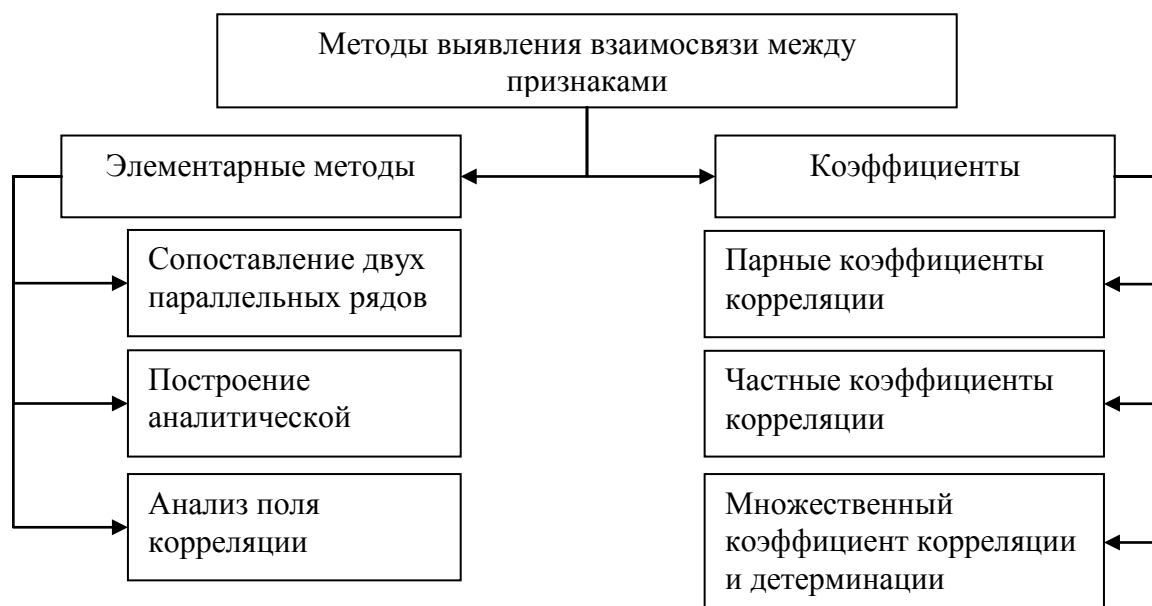 Методы выявления взаимосвязи между
признаками
Элементарные методы
Коэффициенты
Сопоставление двух
параллельных рядов
Парные коэффициенты
корреляции
Построение
аналитической
Частные коэффициенты
корреляции
Анализ поля
корреляции
Множественный
коэффициент корреляции
и детерминации